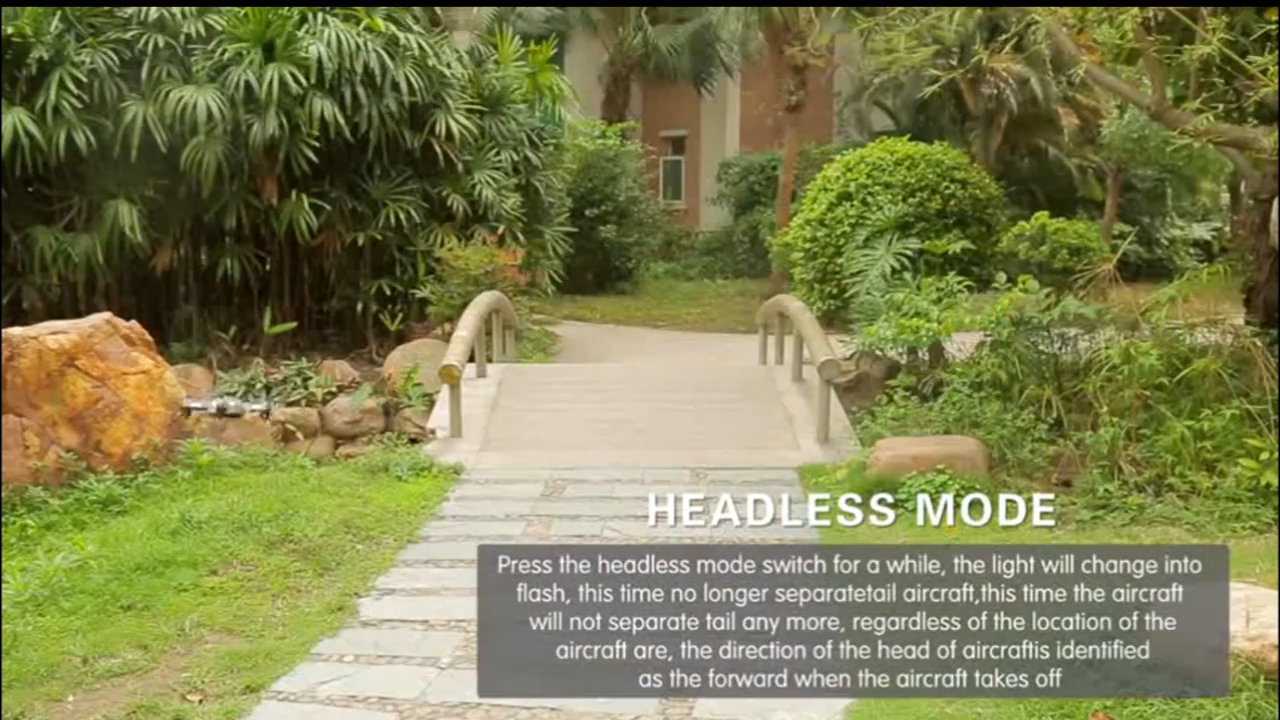 HEADLESS MODE
Press the headless mode switch for a while, the light will change into
flash, this time no longer separatetail aircraft,this time the aircraft
will not separate tail any more, regardless of the location of the
aircraft are, the direction of the head of aircraftis identified
as the forward when the aircraft takes off